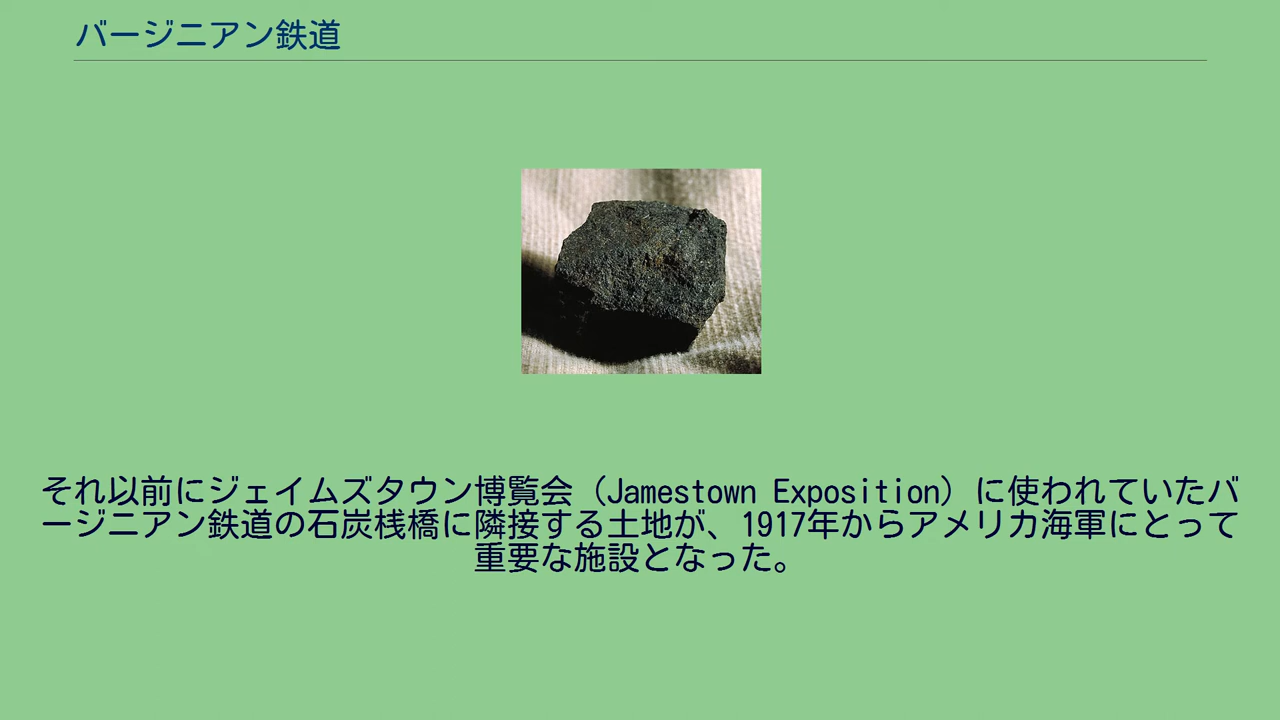 バージニアン鉄道
それ以前にジェイムズタウン博覧会（Jamestown Exposition）に使われていたバ
ージニアン鉄道の石炭桟橋に隣接する土地が、1917年からアメリカ海軍にとって
重要な施設となった。